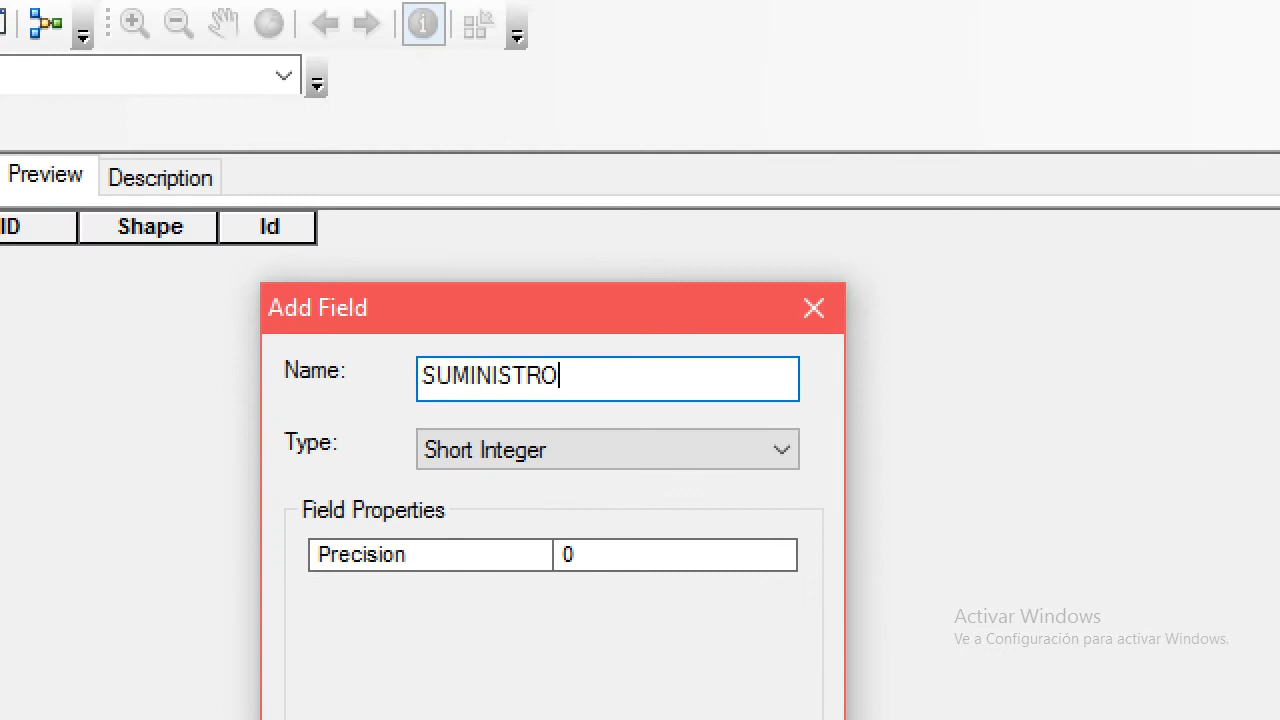 Preview
Description
ID
Shape
Id
Add Field
Name:
SUMINISTRO
Type:
Short Integer
Field Properties
Precision
0
Activar Windows
Ve a Configuración para activar Windows.